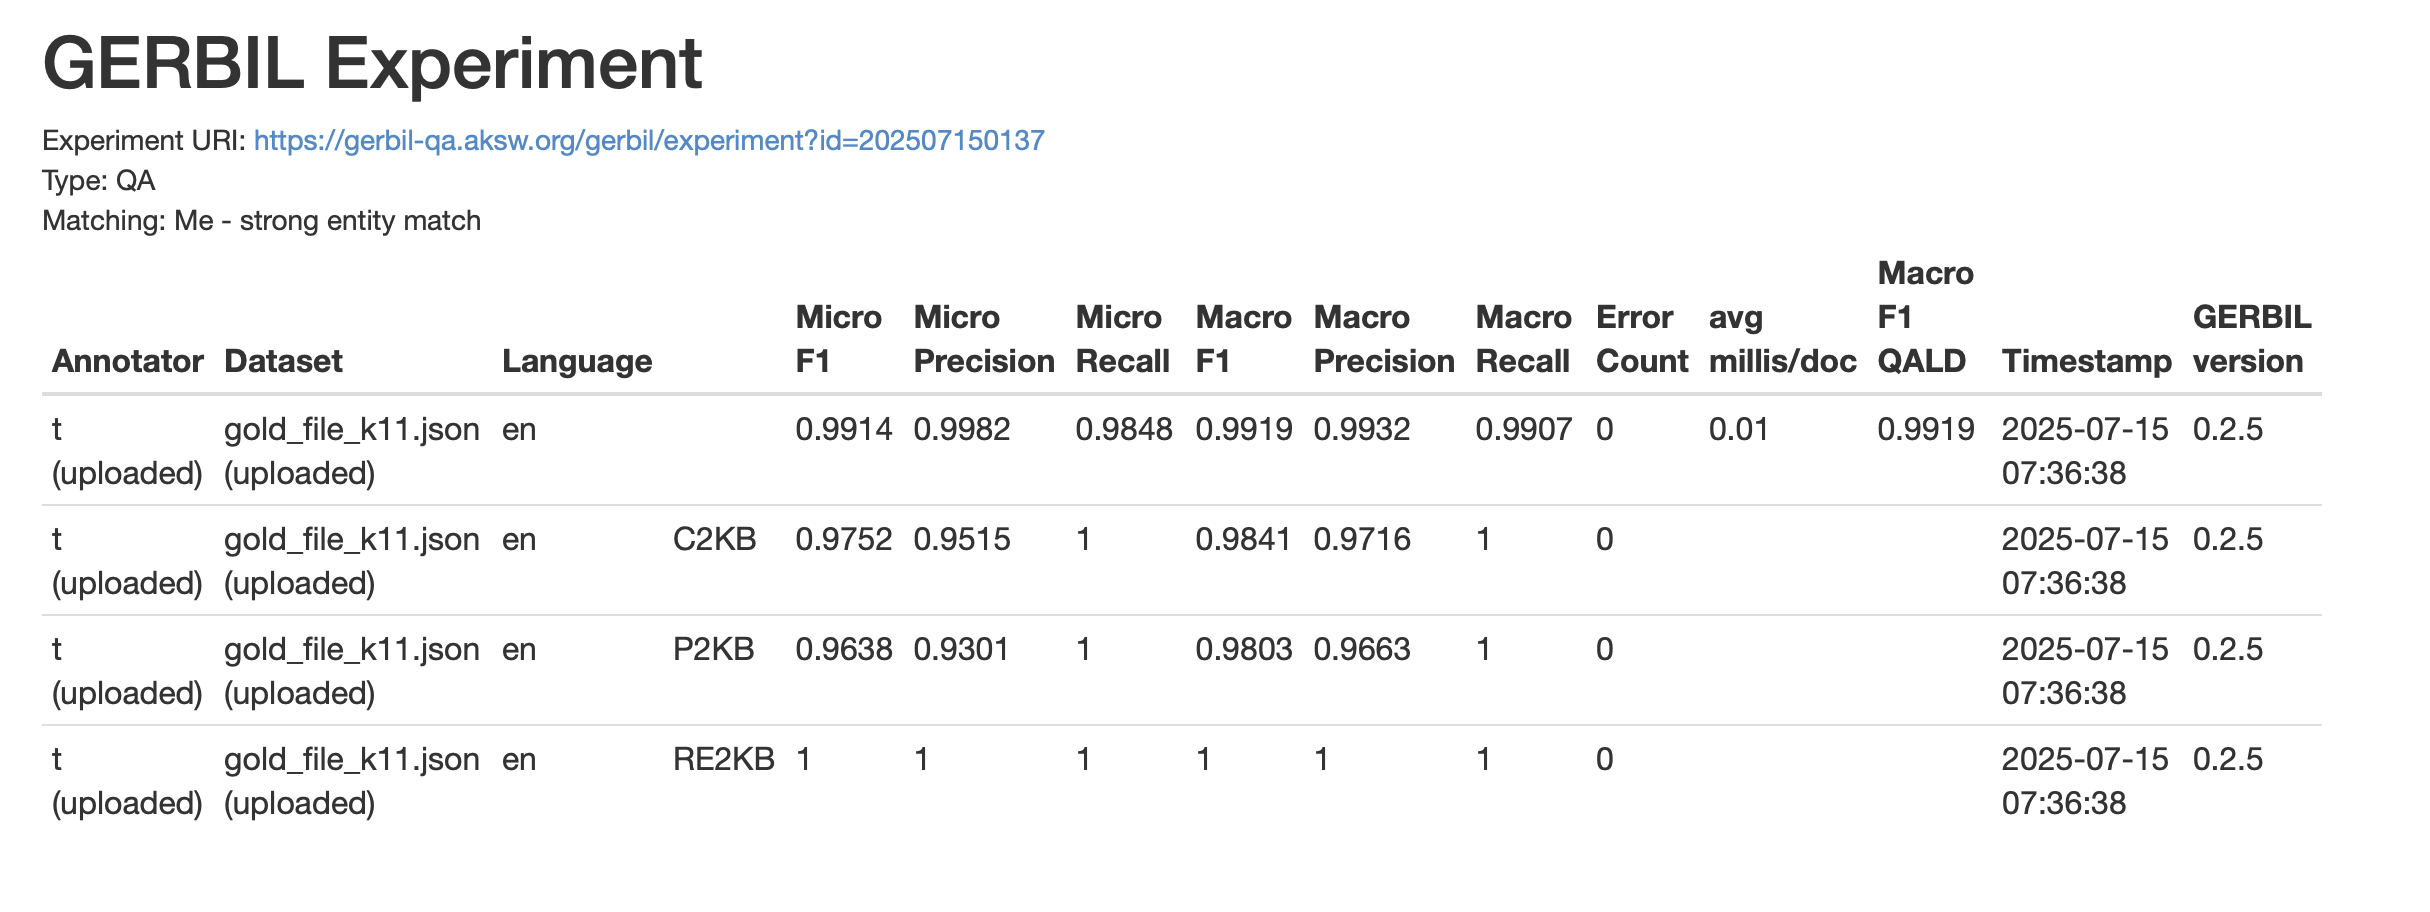 GERBIL Experiment
Experiment URI: https://gerbil-qa.aksw.org/gerbil/experiment?id=202507150137
Type: QA
Matching: Me - strong entity match
Annotator Dataset Language Micro F1 Micro Precision Micro Recall Macro F1 Macro Precision Macro Recall Error Count avg millis/doc Macro F1 QALD Timestamp GERBIL version
t (uploaded) gold_file_k11.json (uploaded) en 0.9914 0.9982 0.9848 0.9919 0.9932 0.9907 0 0.01 0.9919 2025-07-15 07:36:38 0.2.5
t (uploaded) gold_file_k11.json (uploaded) en C2KB 0.9752 0.9515 1 0.9841 0.9716 1 0 2025-07-15 07:36:38 0.2.5
t (uploaded) gold_file_k11.json (uploaded) en P2KB 0.9638 0.9301 1 0.9803 0.9663 1 0 2025-07-15 07:36:38 0.2.5
t (uploaded) gold_file_k11.json (uploaded) en RE2KB 1 1 1 1 1 1 0 2025-07-15 07:36:38 0.2.5